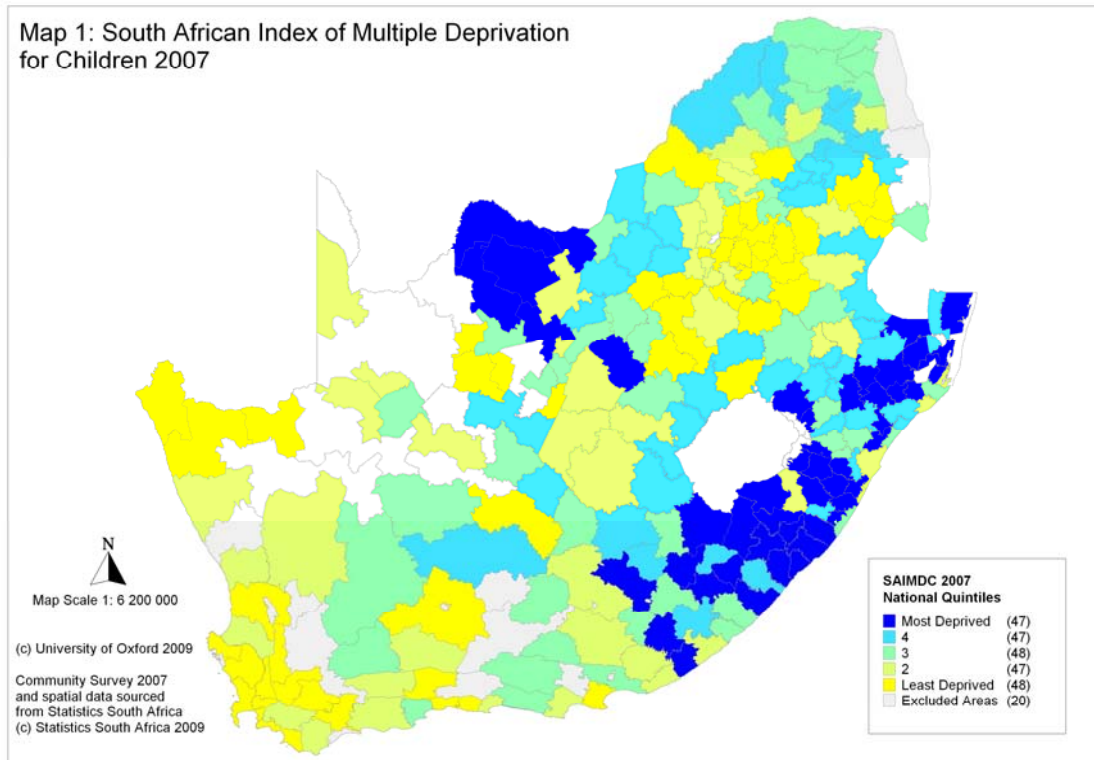 Map 1: South African Index of Multiple Deprivation
for Children 2007
N
Map Scale 1: 6 200 000
(c) University of Oxford 2009
Community Survey 2007
and spatial data sourced
from Statistics South Africa
(c) Statistics South Africa 2009
SAIMDC 2007
National Quintiles
Most Deprived (47)
4 (47)
3 (48)
2 (47)
Least Deprived (48)
Excluded Areas (20)